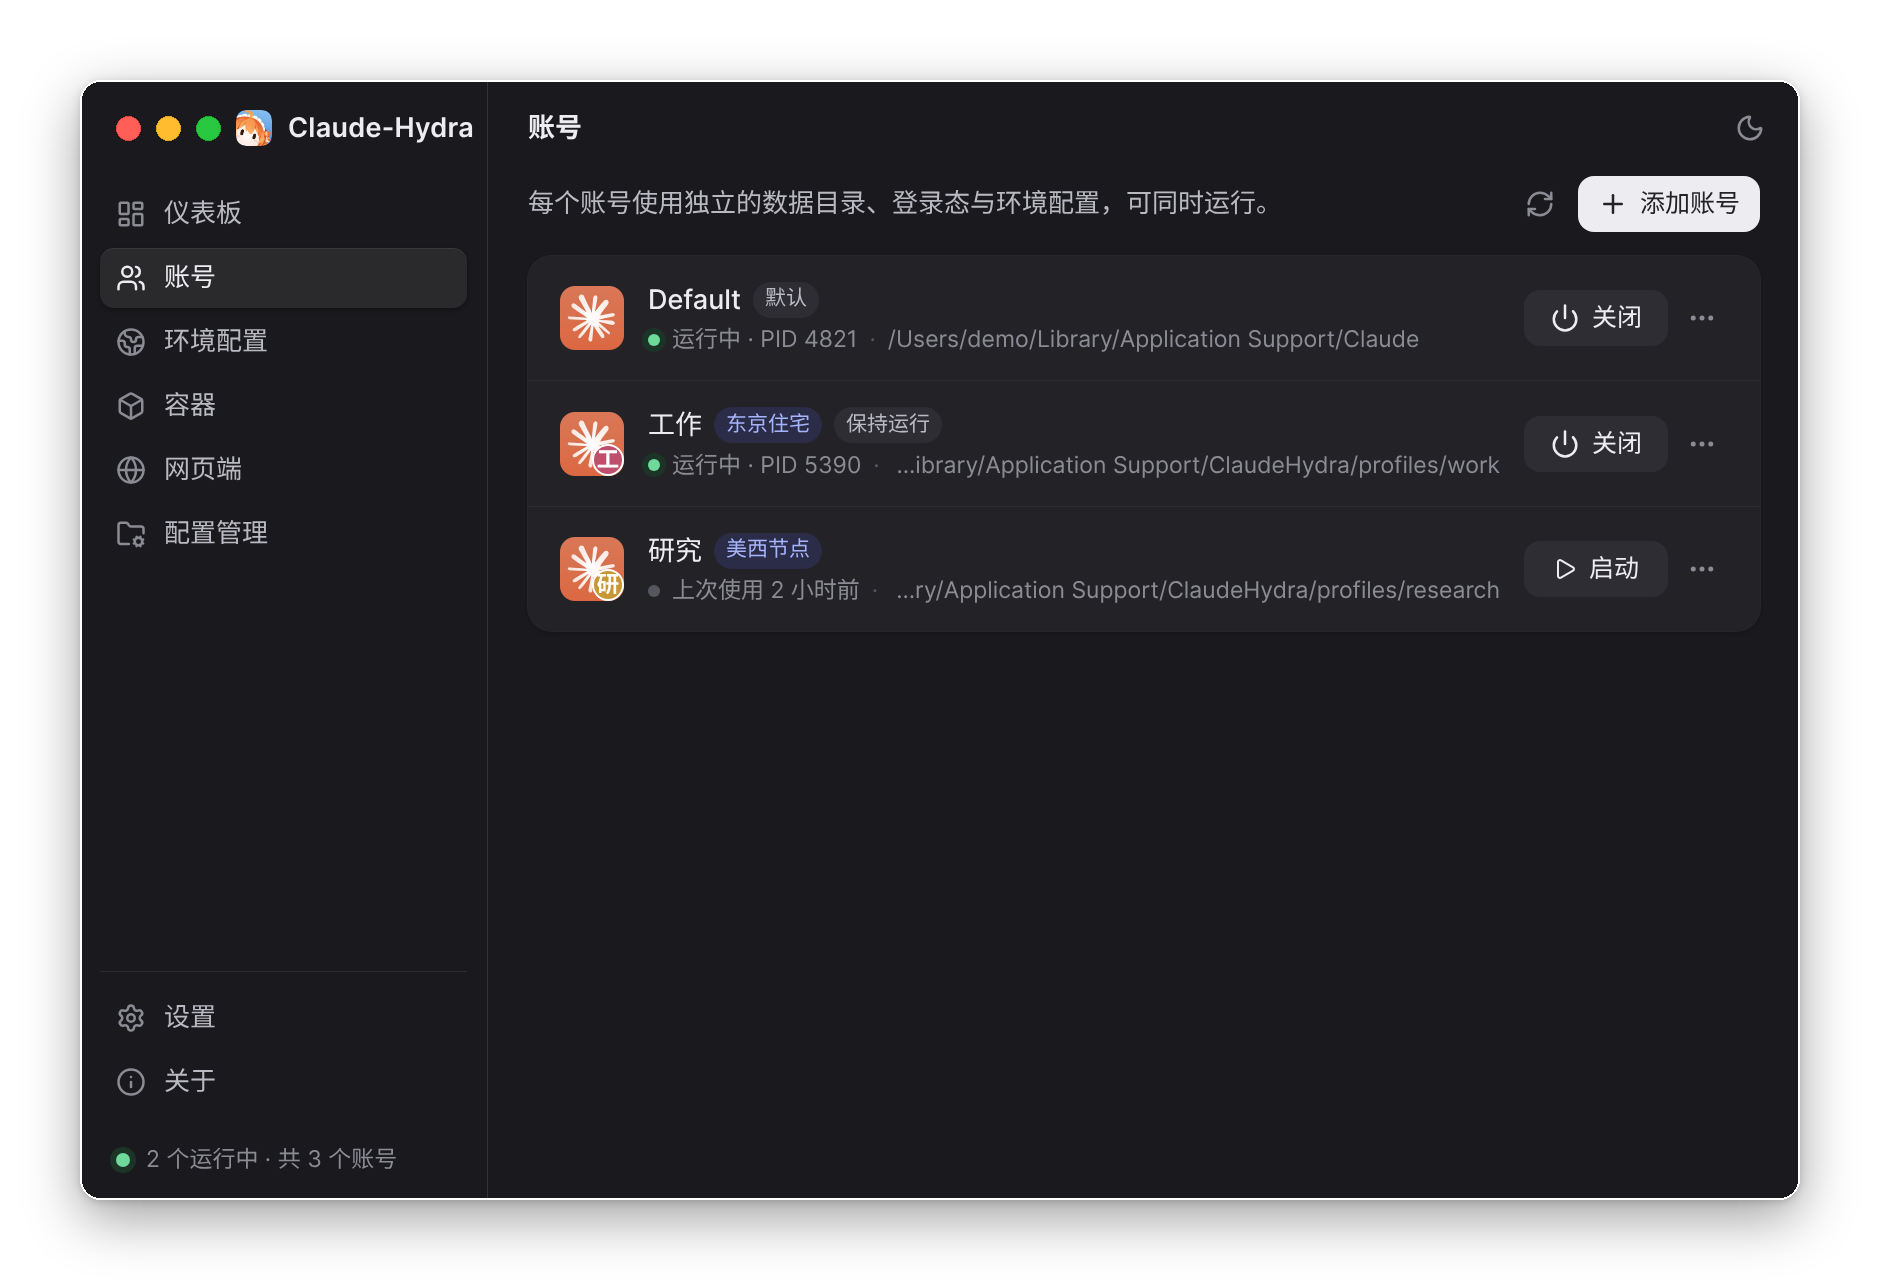 Claude-Hydra
仪表板
账号
环境配置
容器
网页端
配置管理
设置
关于
2 个运行中 · 共 3 个账号
账号
每个账号使用独立的数据目录、登录态与环境配置，可同时运行。
添加账号
Default 默认
运行中 · PID 4821 · /Users/demo/Library/Application Support/Claude
关闭
工 工作 东京住宅 保持运行
运行中 · PID 5390 · ...ibrary/Application Support/ClaudeHydra/profiles/work
关闭
研 研究 美西节点
上次使用 2 小时前 · ...ry/Application Support/ClaudeHydra/profiles/research
启动